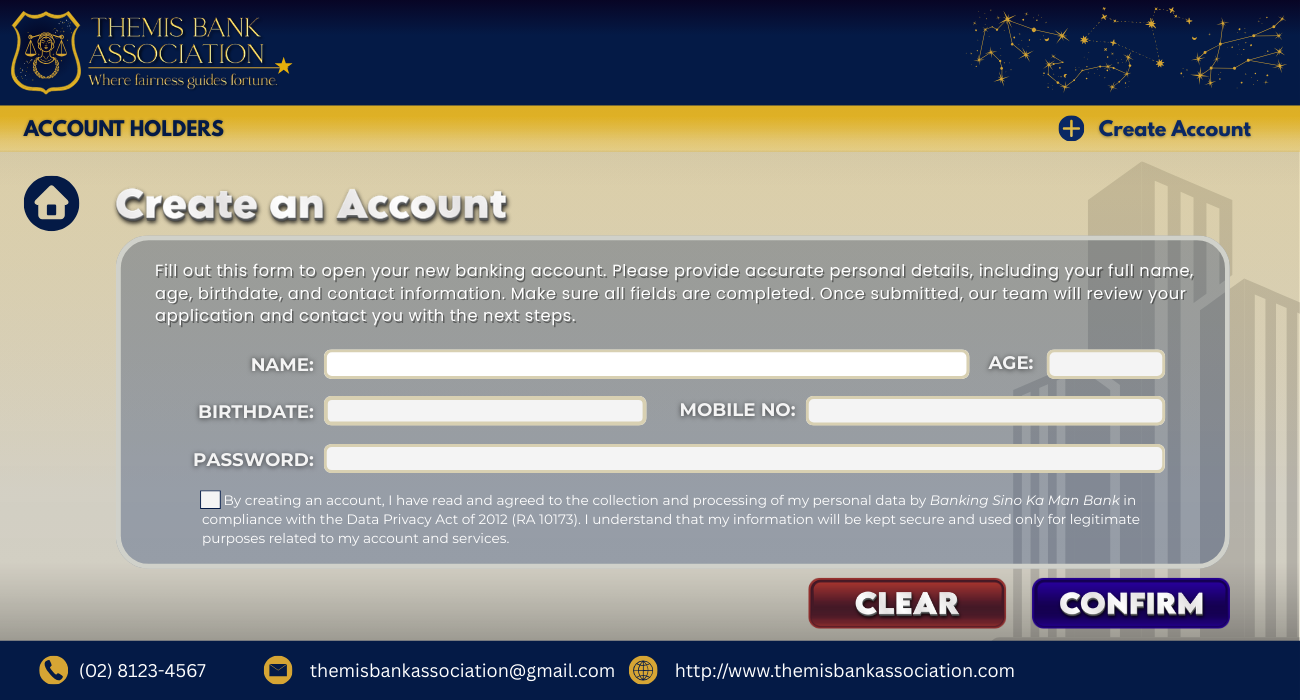 THEMIS BANK
ASSOCIATION
Where fairness guides fortune.
ACCOUNT HOLDERS
Create Account
Create an Account
Fill out this form to open your new banking account. Please provide accurate personal details, including your full name,
age, birthdate, and contact information. Make sure all fields are completed. Once submitted, our team will review your
application and contact you with the next steps.
NAME:
AGE:
BIRTHDATE:
MOBILE NO:
PASSWORD:
By creating an account, I have read and agreed to the collection and processing of my personal data by Banking Sino Ka Man Bank in
compliance with the Data Privacy Act of 2012 (RA 10173). I understand that my information will be kept secure and used only for legitimate
purposes related to my account and services.
CLEAR
CONFIRM
(02) 8123-4567
themisbankassociation@gmail.com
http://www.themisbankassociation.com